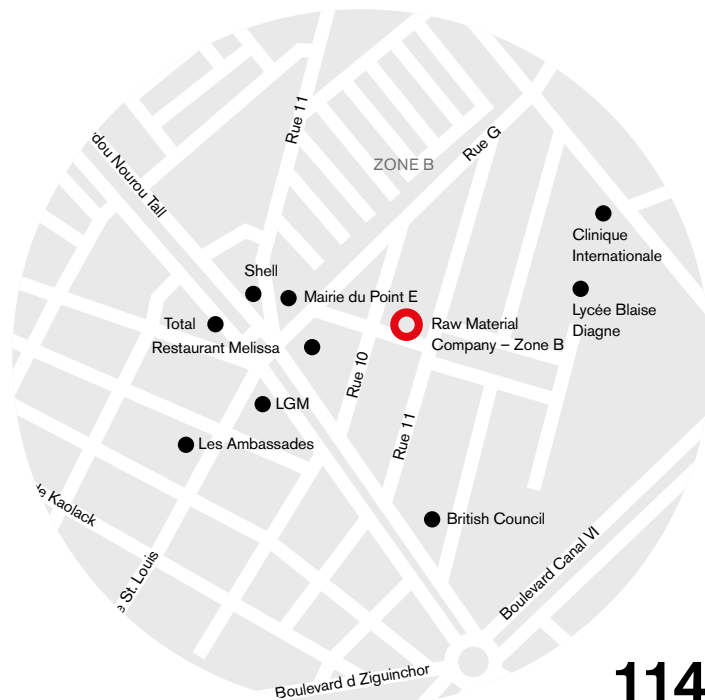 Rue 11
dou Nourou Tall
ZONE B
Rue G
Clinique
Internationale
Shell
Mairie du Point E
Lycée Blaise
Diagne
Total
Raw Material
Company – Zone B
Restaurant Melissa
Rue 10
LGM
Rue 11
Les Ambassades
de Kaolack
British Council
e St. Louis
Boulevard Canal VI
Boulevard d Ziguinchor
114